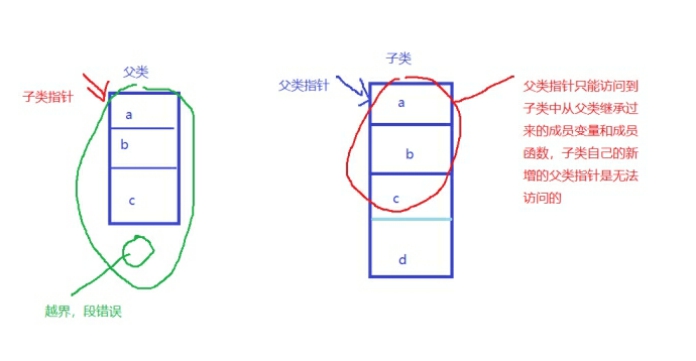 父类
子类指针
a
b
c
越界，段错误
子类
父类指针
a
b
c
d
父类指针只能访问到
子类中从父类继承过
来的成员变量和成员
函数，子类自己的新
增的父类指针是无法
访问的